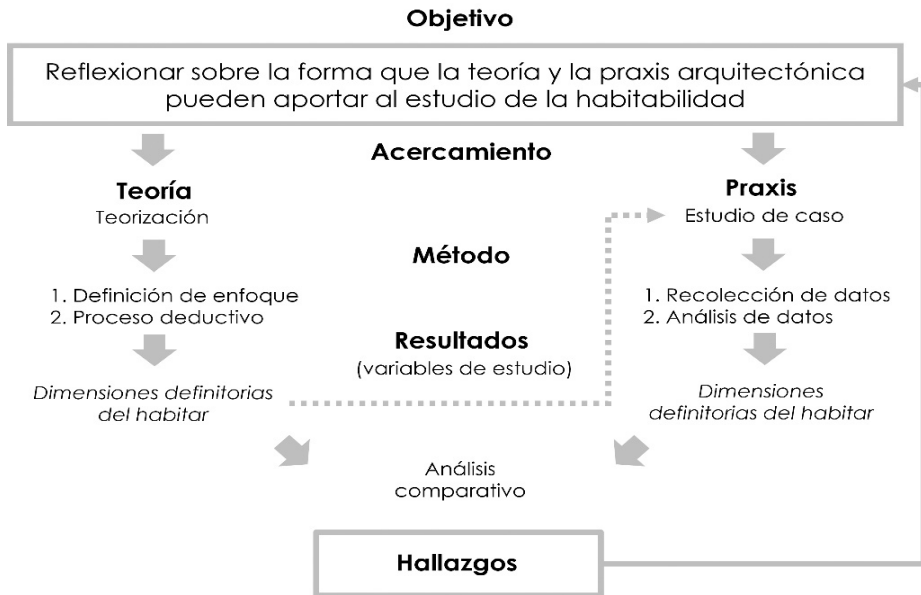 Objetivo
Reflexionar sobre la forma que la teoría y la praxis arquitectónica
pueden aportar al estudio de la habitabilidad
Acercamiento
Teoría
Teorización
Praxis
Estudio de caso
Método
1. Definición de enfoque
2. Proceso deductivo
1. Recolección de datos
2. Análisis de datos
Resultados
(variables de estudio)
Dimensiones definitorias
del habitar
Dimensiones
definitorias del habitar
Análisis
comparativo
Hallazgos